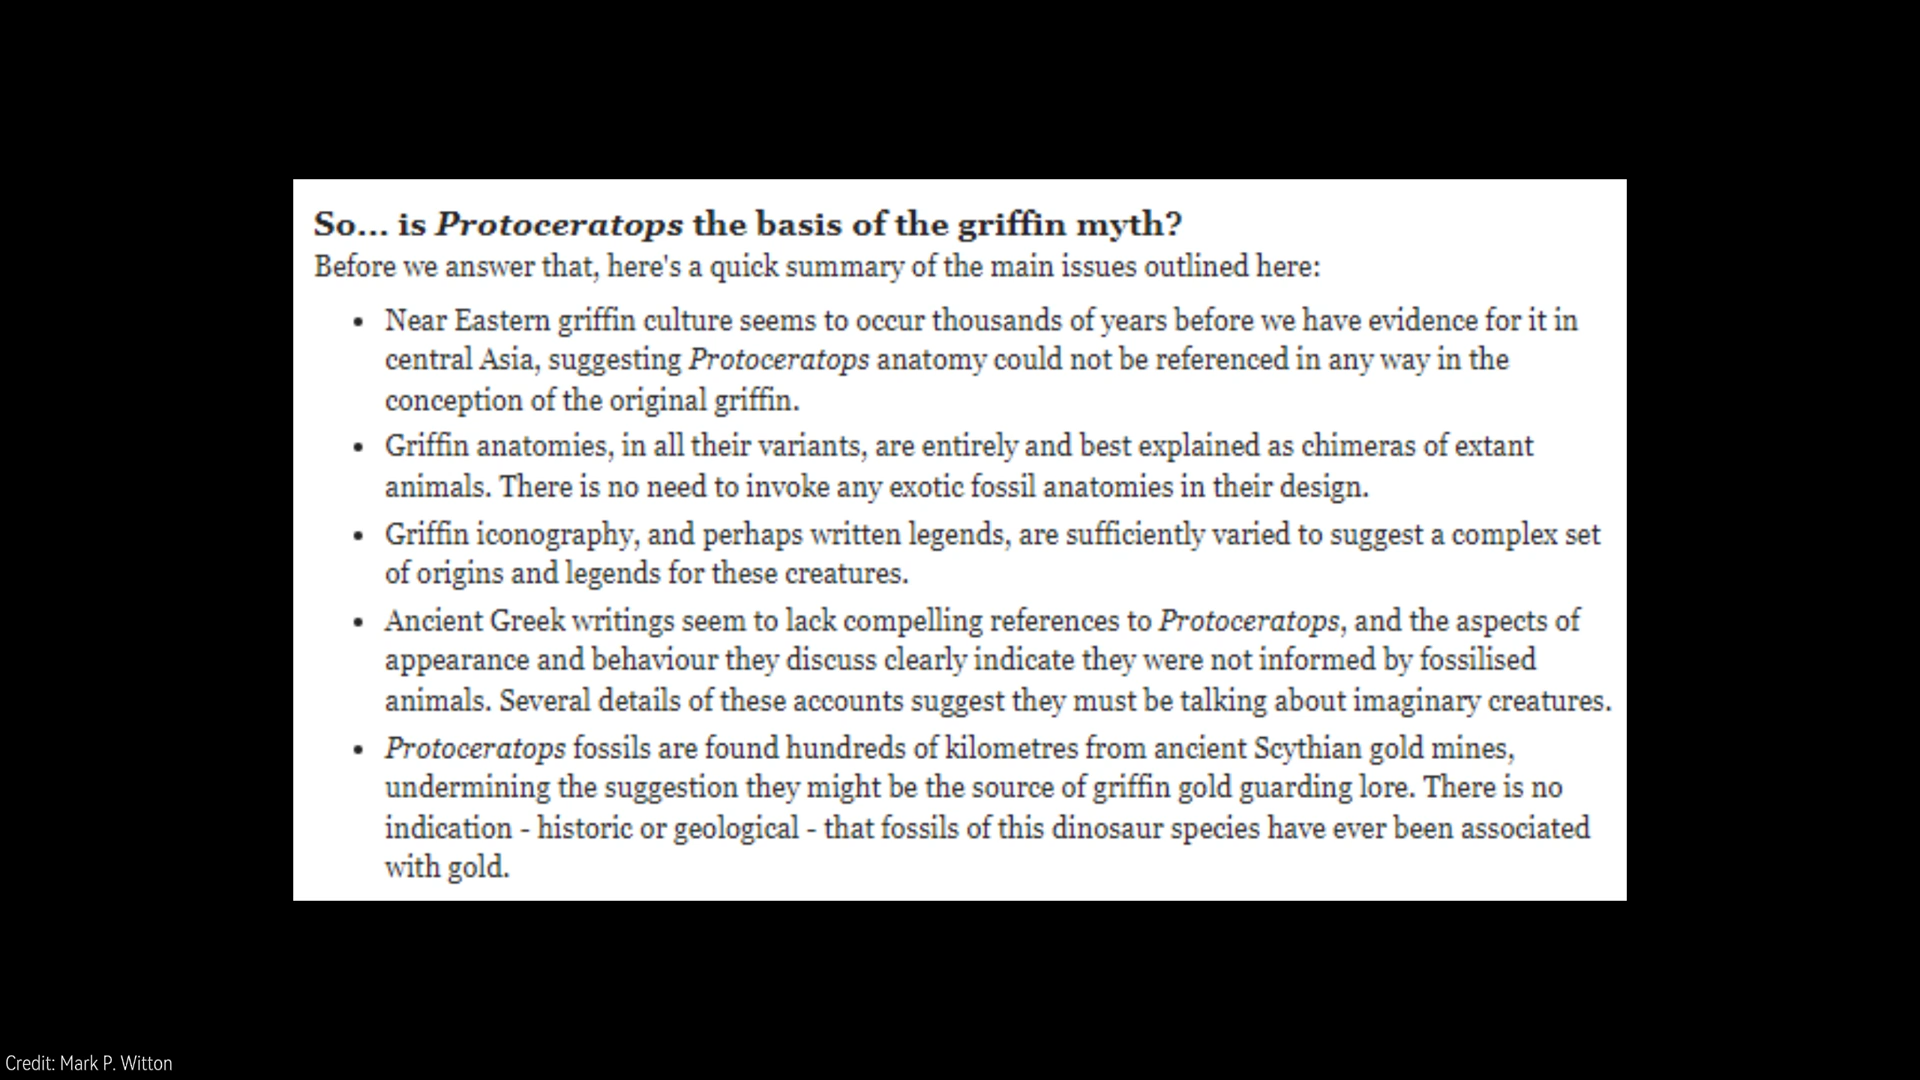 So... is Protoceratops the basis of the griffin myth?
Before we answer that, here's a quick summary of the main issues outlined here:
• Near Eastern griffin culture seems to occur thousands of years before we have evidence for it in
central Asia, suggesting Protoceratops anatomy could not be referenced in any way in the
conception of the original griffin.
• Griffin anatomies, in all their variants, are entirely and best explained as chimeras of extant
animals. There is no need to invoke any exotic fossil anatomies in their design.
• Griffin iconography, and perhaps written legends, are sufficiently varied to suggest a complex set
of origins and legends for these creatures.
• Ancient Greek writings seem to lack compelling references to Protoceratops, and the aspects of
appearance and behaviour they discuss clearly indicate they were not informed by fossilised
animals. Several details of these accounts suggest they must be talking about imaginary creatures.
• Protoceratops fossils are found hundreds of kilometres from ancient Scythian gold mines,
undermining the suggestion they might be the source of griffin gold guarding lore. There is no
indication - historic or geological - that fossils of this dinosaur species have ever been associated
with gold.
Credit: Mark P. Witton